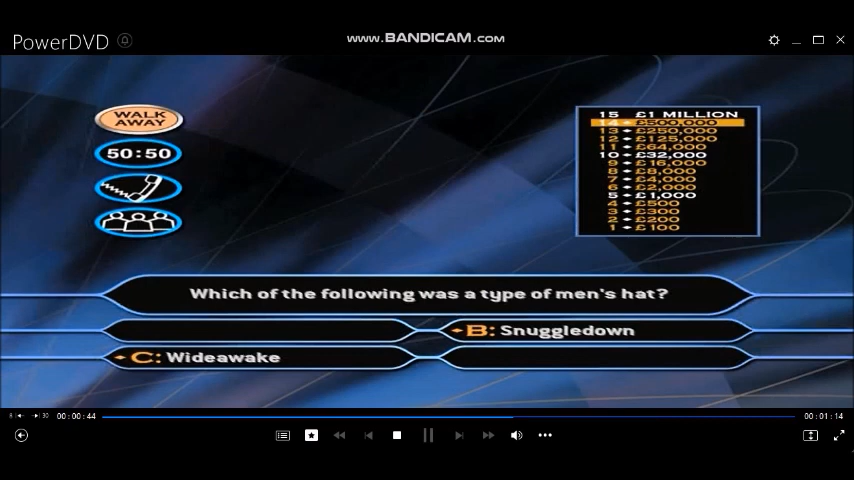 PowerDVD
www.BANDICAM.com
WALK
AWAY
50:50
15 £1 MILLION
14 £500,000
13 £250,000
12 £125,000
11 £64,000
10 £32,000
9 £16,000
8 £8,000
7 £4,000
6 £2,000
5 £1,000
4 £500
3 £300
2 £200
1 £100
Which of the following was a type of men's hat?
B: Snuggledown
C: Wideawake
8 30 00:00:44
00:01:14